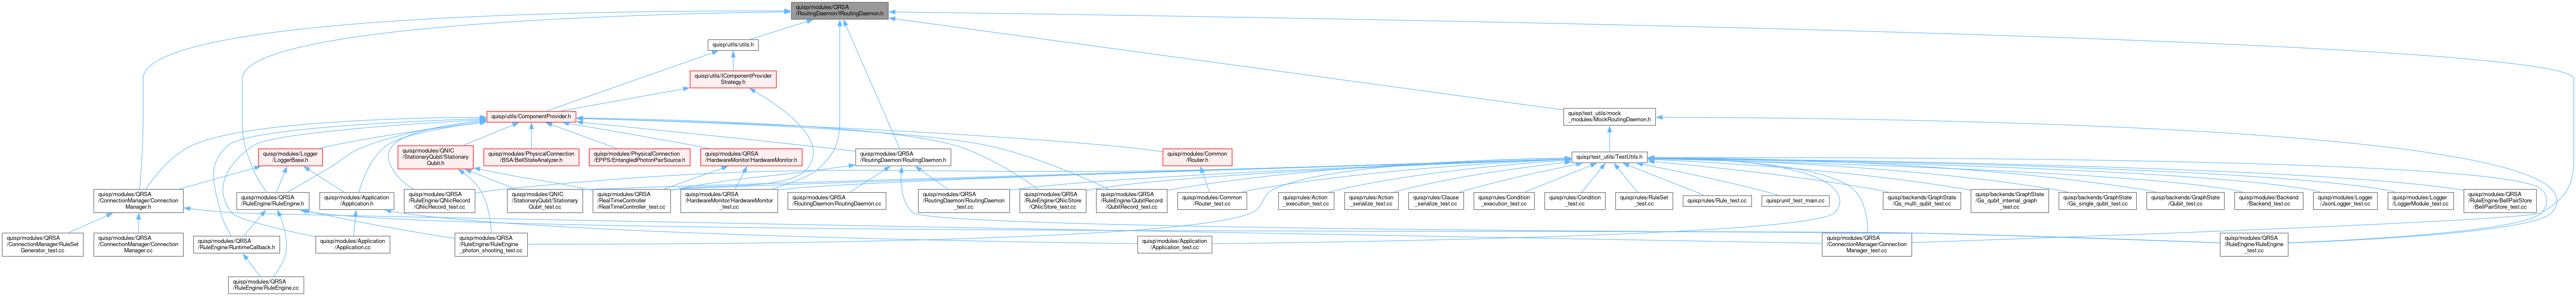 quisp/modules/QRSA
/RoutingDaemon/IRoutingDaemon.h
quisp/utils/utils.h
quisp/utils/IComponentProvider
Strategy.h
quisp/utils/ComponentProvider.h
quisp/test_utils/mock
_modules/MockRoutingDaemon.h
quisp/modules/Logger
/LoggerBase.h
quisp/modules/QNIC
/StationaryQubit/Stationary
Qubit.h
quisp/modules/PhysicalConnection
/BSA/BellStateAnalyzer.h
quisp/modules/PhysicalConnection
/EPPS/EntangledPhotonPairSource.h
quisp/modules/QRSA
/HardwareMonitor/HardwareMonitor.h
quisp/modules/QRSA
/RoutingDaemon/RoutingDaemon.h
quisp/modules/Common
/Router.h
quisp/test_utils/TestUtils.h
quisp/modules/QRSA
/ConnectionManager/Connection
Manager.h
quisp/modules/QRSA
/RuleEngine/RuleEngine.h
quisp/modules/Application
/Application.h
quisp/modules/QRSA
/RuleEngine/QNicRecord
/QNicRecord_test.cc
quisp/modules/QNIC
/StationaryQubit/Stationary
Qubit_test.cc
quisp/modules/QRSA
/RealTimeController
/RealTimeController_test.cc
quisp/modules/QRSA
/HardwareMonitor/HardwareMonitor
_test.cc
quisp/modules/QRSA
/RoutingDaemon/RoutingDaemon.cc
quisp/modules/QRSA
/RoutingDaemon/RoutingDaemon
_test.cc
quisp/modules/QRSA
/RuleEngine/QNicStore
/QNicStore_test.cc
quisp/modules/QRSA
/RuleEngine/QubitRecord
/QubitRecord_test.cc
quisp/modules/Common
/Router_test.cc
quisp/rules/Action
_execution_test.cc
quisp/rules/Action
_serialize_test.cc
quisp/rules/Clause
_serialize_test.cc
quisp/rules/Condition
_execution_test.cc
quisp/rules/Condition
_test.cc
quisp/rules/RuleSet
_test.cc
quisp/rules/Rule_test.cc
quisp/unit_test_main.cc
quisp/backends/GraphState
/Gs_multi_qubit_test.cc
quisp/backends/GraphState
/Gs_qubit_internal_graph
_test.cc
quisp/backends/GraphState
/Gs_single_qubit_test.cc
quisp/backends/GraphState
/Qubit_test.cc
quisp/modules/Backend
/Backend_test.cc
quisp/modules/Logger
/JsonLogger_test.cc
quisp/modules/Logger
/LoggerModule_test.cc
quisp/modules/QRSA
/RuleEngine/BellPairStore
/BellPairStore_test.cc
quisp/modules/QRSA
/ConnectionManager/RuleSet
Generator_test.cc
quisp/modules/QRSA
/ConnectionManager/Connection
Manager.cc
quisp/modules/QRSA
/RuleEngine/RuntimeCallback.h
quisp/modules/Application
/Application.cc
quisp/modules/QRSA
/RuleEngine/RuleEngine
_photon_shooting_test.cc
quisp/modules/Application
/Application_test.cc
quisp/modules/QRSA
/ConnectionManager/Connection
Manager_test.cc
quisp/modules/QRSA
/RuleEngine/RuleEngine
_test.cc
quisp/modules/QRSA
/RuleEngine/RuleEngine.cc